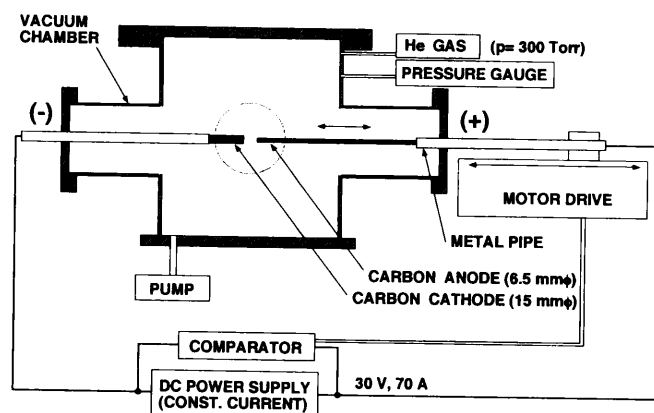 VACUUM
CHAMBER
He GAS (p= 300 Torr)
PRESSURE GAUGE
(-)
(+)
MOTOR DRIVE
METAL PIPE
PUMP
CARBON ANODE (6.5 mmϕ)
CARBON CATHODE (15 mmϕ)
COMPARATOR
DC POWER SUPPLY
(CONST. CURRENT)
30 V, 70 A